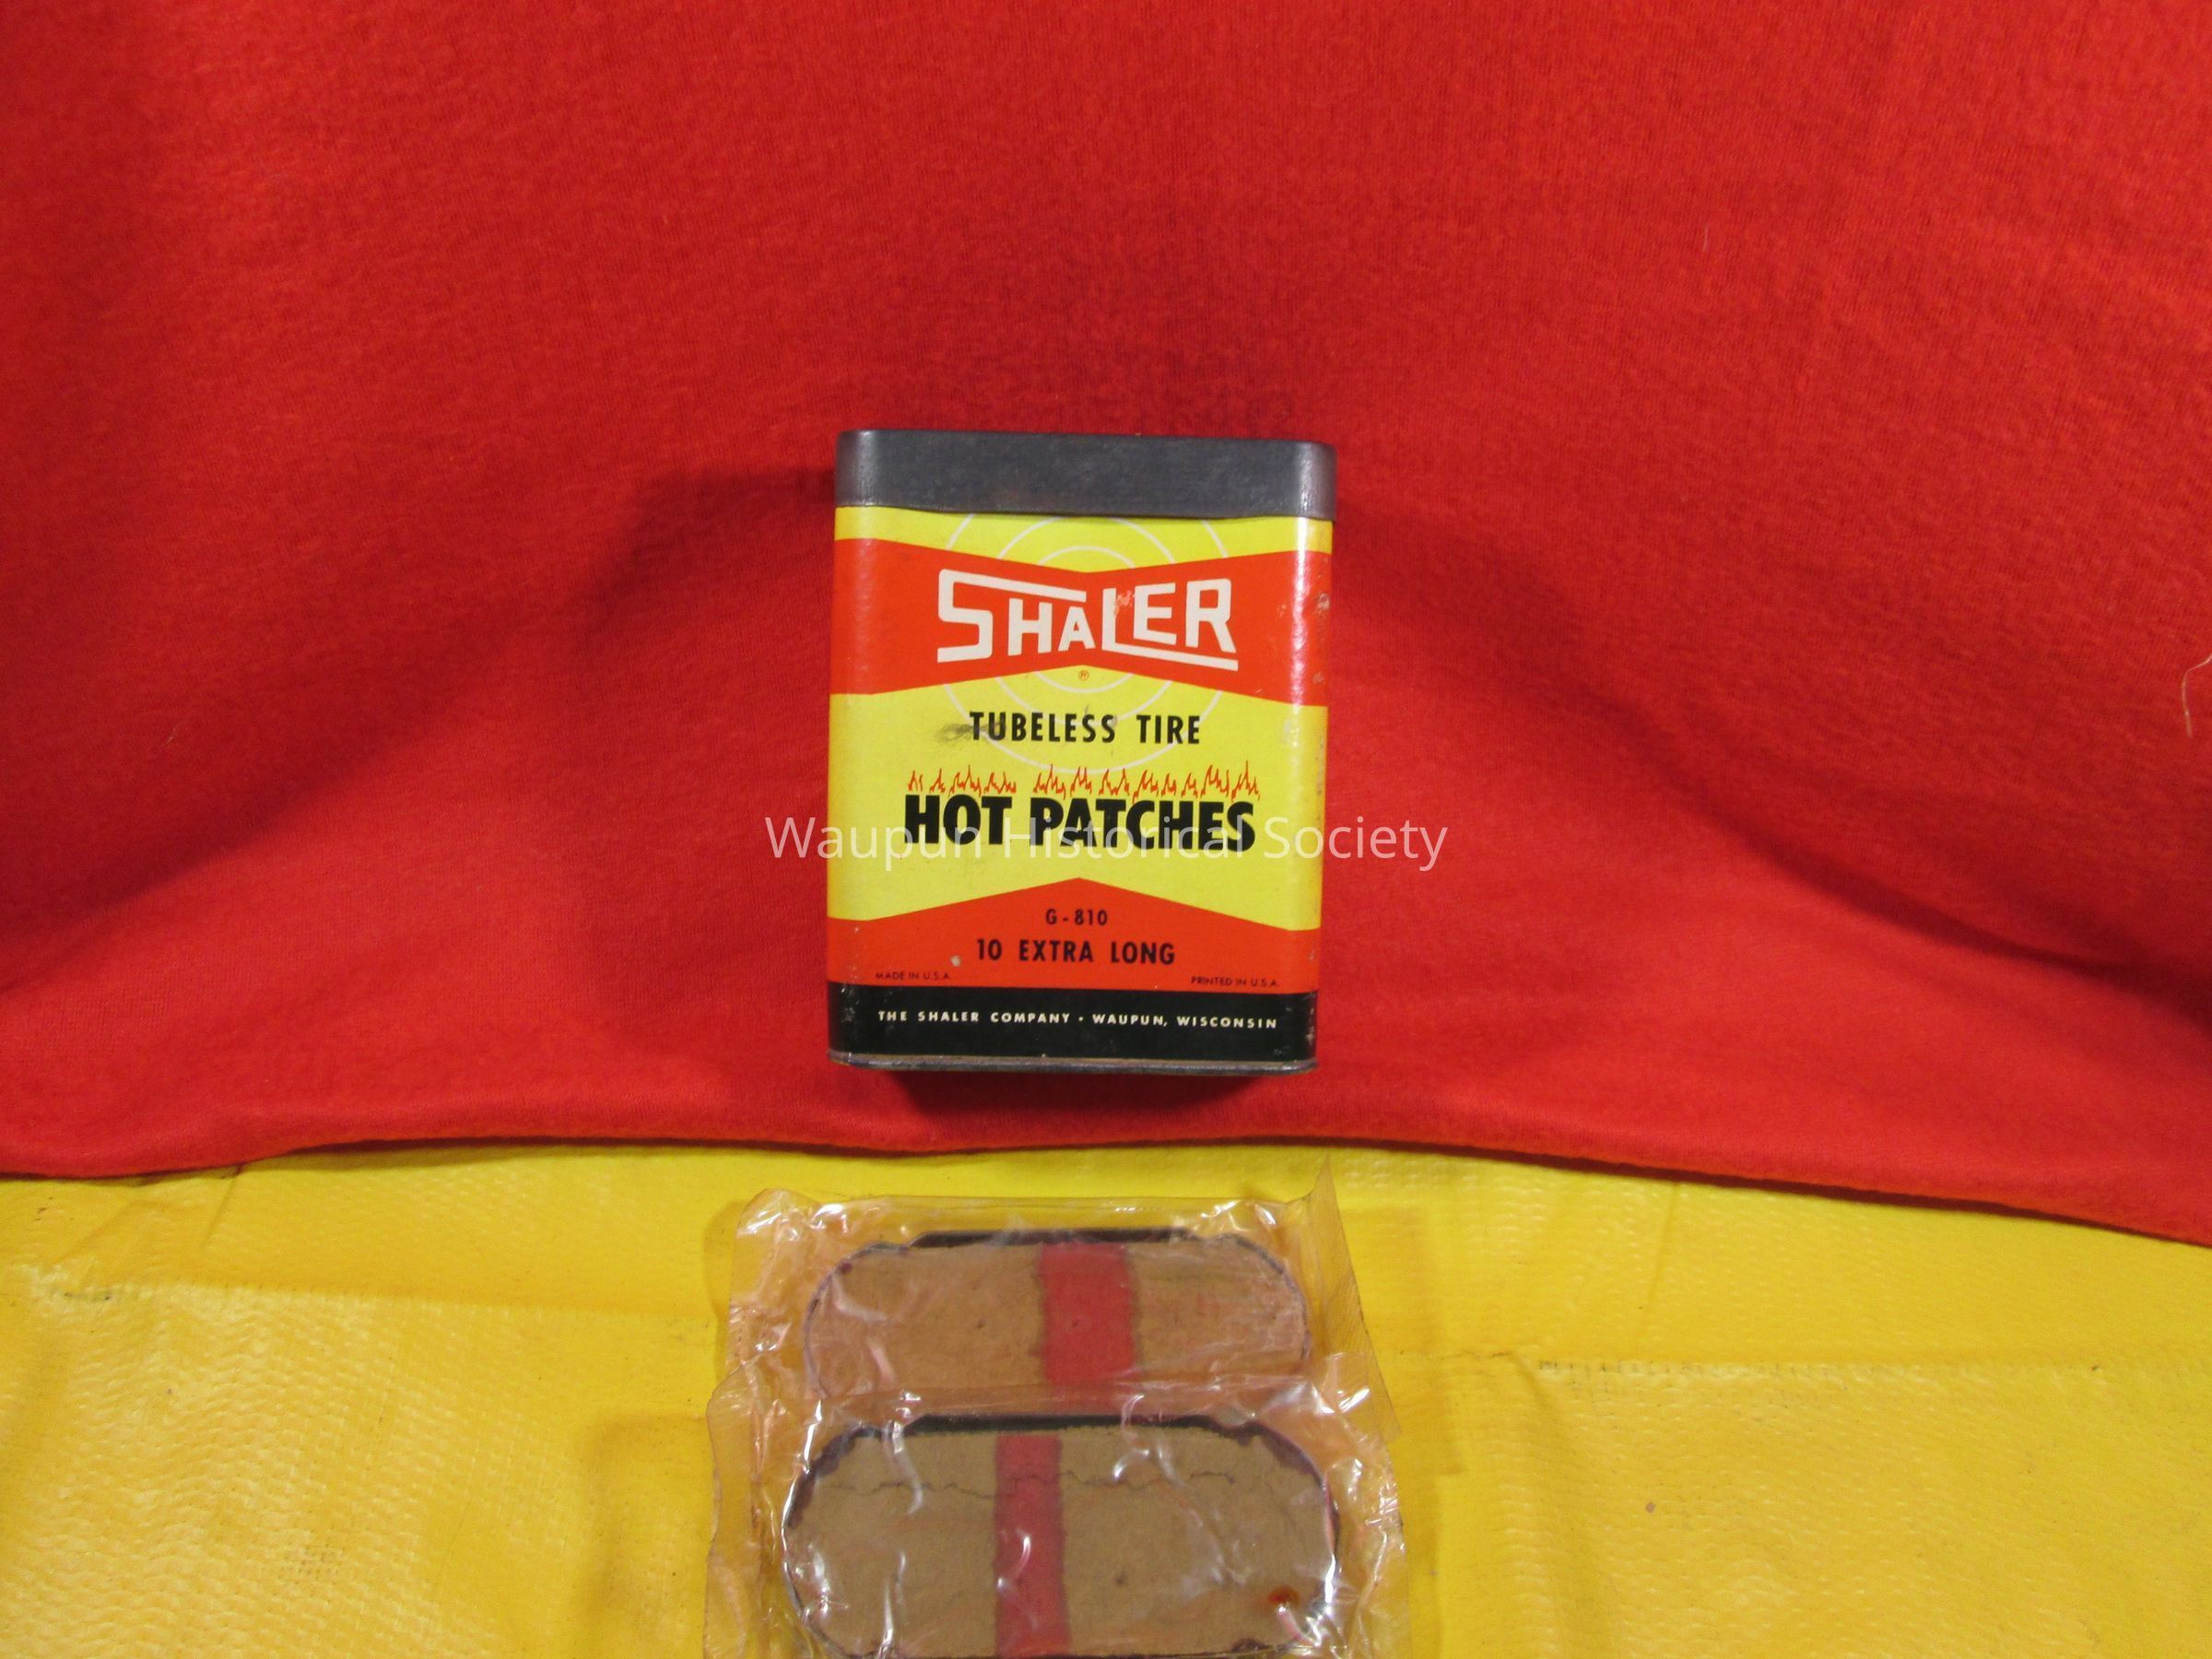 SHALER
®
TUBELESS TIRE
HOT PATCHES
Waupun Historical Society
G-810
10 EXTRA LONG
MADE IN U.S.A.
PRINTED IN U.S.A.
THE SHALER COMPANY • WAUPUN, WISCONSIN